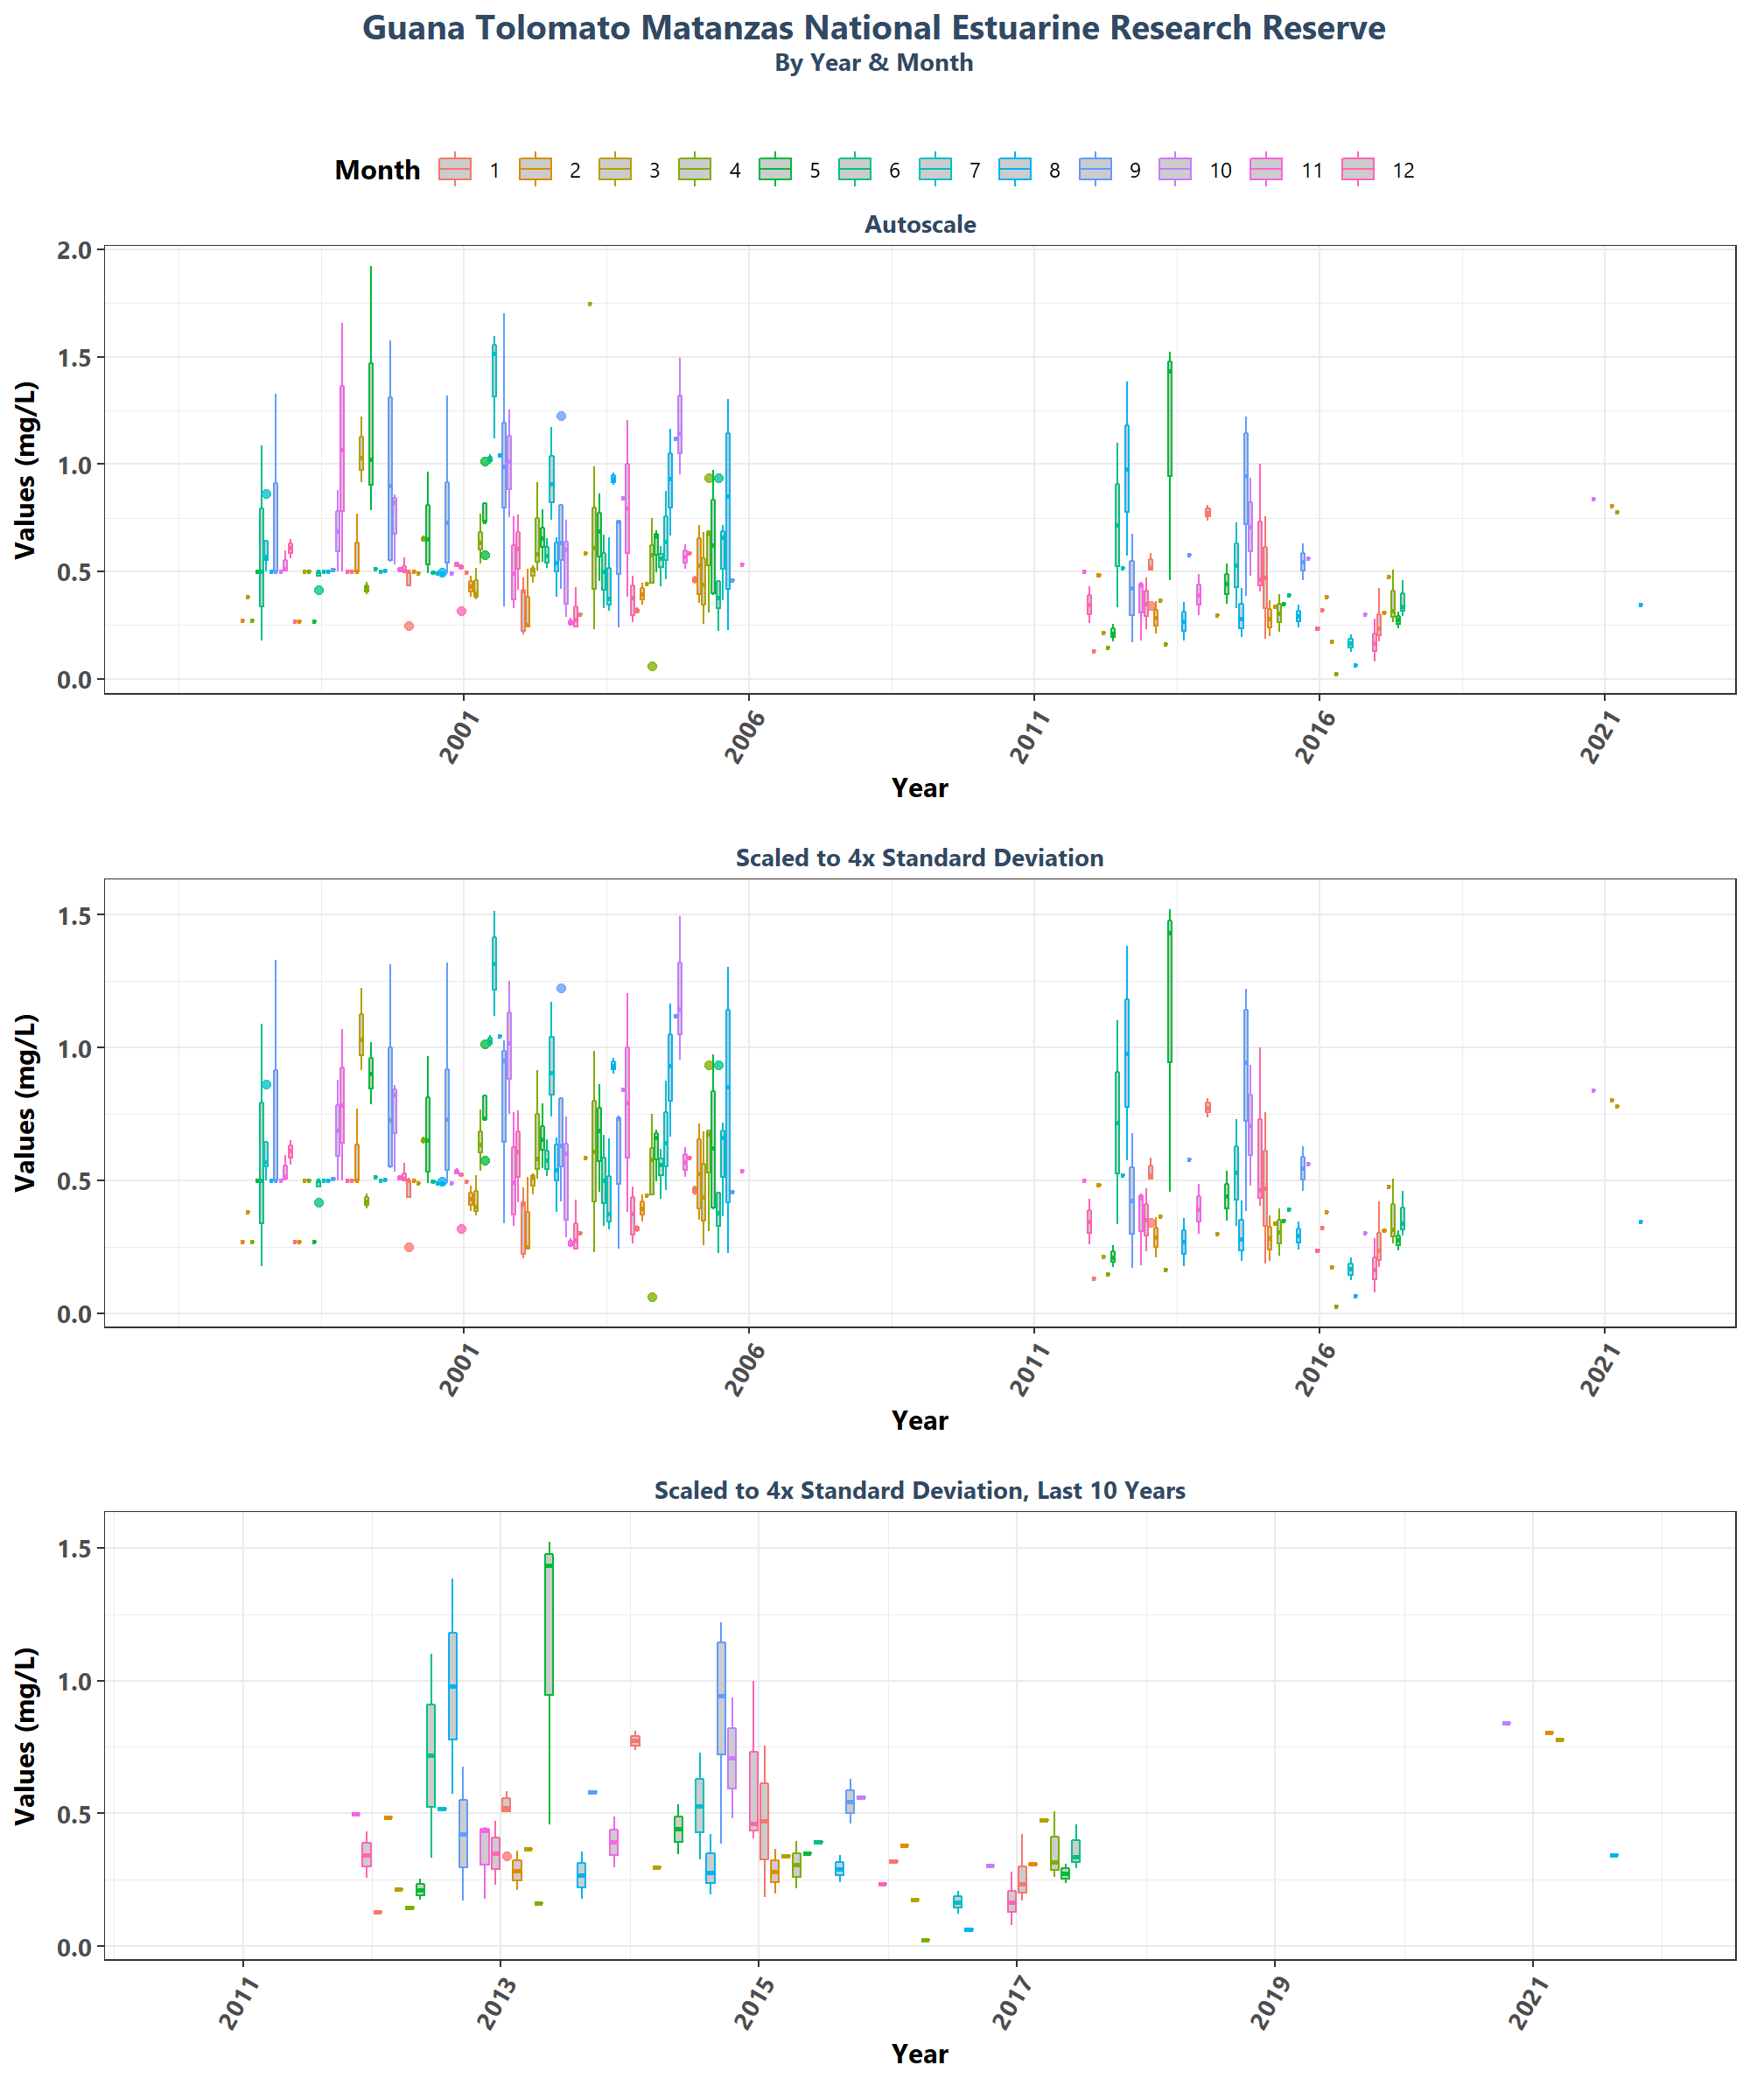 Guana Tolomato Matanzas National Estuarine Research Reserve
By Year & Month
Month 1 2 3 4 5 6 7 8 9 10 11 12
Autoscale
Values (mg/L)
2.0
1.5
1.0
0.5
0.0
2001 2006 2011 2016 2021
Year
Scaled to 4x Standard Deviation
Values (mg/L)
1.5
1.0
0.5
0.0
2001 2006 2011 2016 2021
Year
Scaled to 4x Standard Deviation, Last 10 Years
Values (mg/L)
1.5
1.0
0.5
0.0
2011 2013 2015 2017 2019 2021
Year